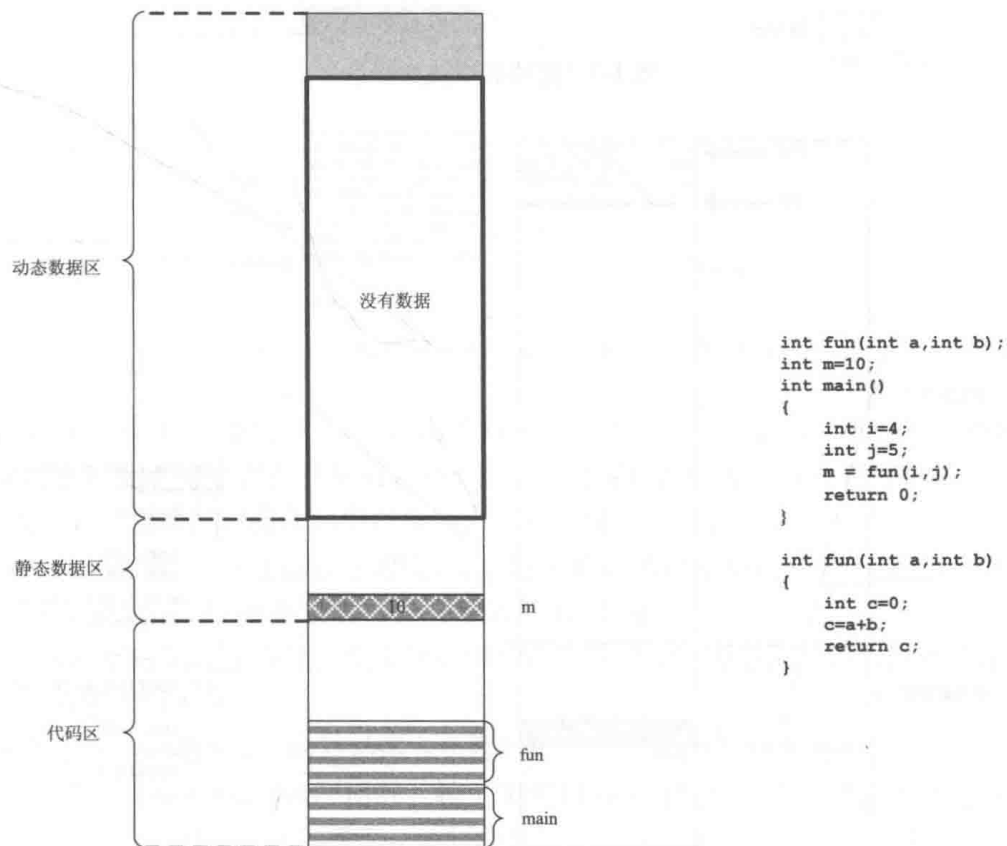 动态数据区
没有数据
静态数据区
10
m
代码区
fun
main
int fun(int a,int b);
int m=10;
int main()
{
int i=4;
int j=5;
m = fun(i,j);
return 0;
}
int fun(int a,int b)
{
int c=0;
c=a+b;
return c;
}